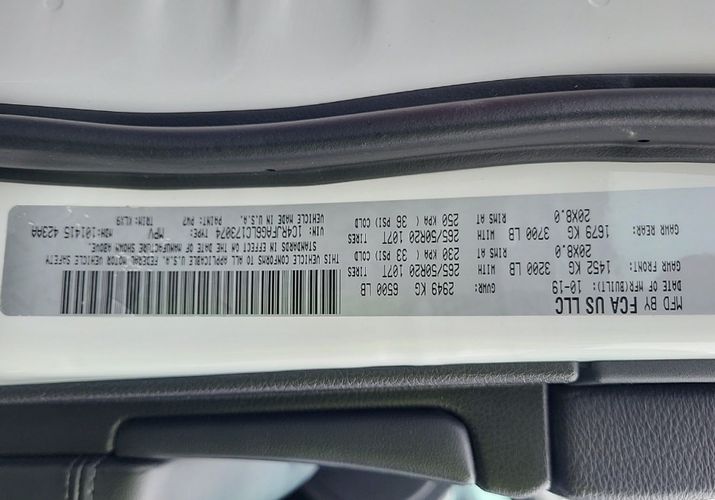 MFD BY FCA US LLC
DATE OF MFR(BUILT): 10-19 GVWR: 2949 KG 6500 LB
GAWR FRONT: 1452 KG 3200 LB WITH 265/50R20 107T TIRES
20X8.0 RIMS AT 230 KPA ( 33 PSI) COLD
GAWR REAR: 1679 KG 3700 LB WITH 265/50R20 107T TIRES
20X8.0 RIMS AT 250 KPA ( 36 PSI) COLD
THIS VEHICLE CONFORMS TO ALL APPLICABLE U.S.A. FEDERAL MOTOR VEHICLE SAFETY
STANDARDS IN EFFECT ON THE DATE OF MANUFACTURE SHOWN ABOVE.
VIN: 1C4RJFAG6LC173074 TYPE: MPV MDH:101415 423AA
VEHICLE MADE IN U.S.A. PAINT: PW7 TRIM:KLX9